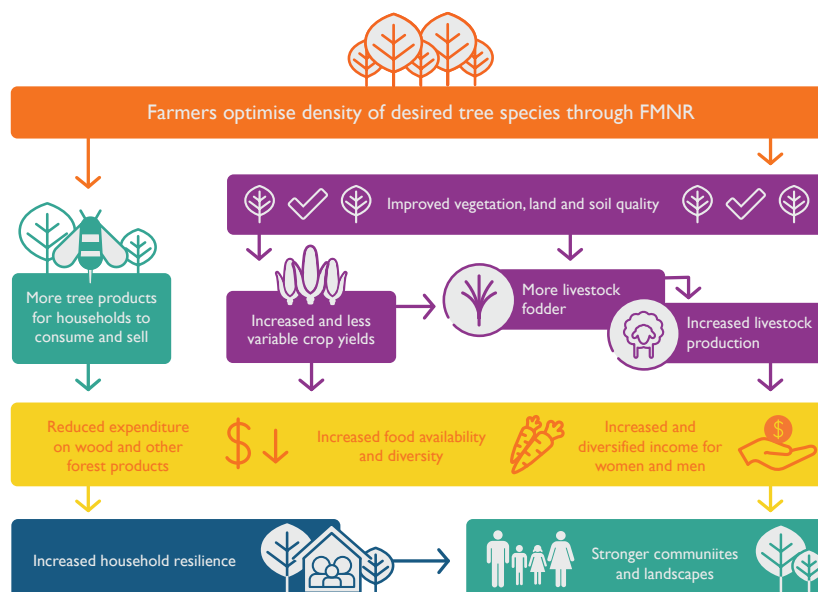 Farmers optimise density of desired tree species through FMNR
Improved vegetation, land and soil quality
More tree products
for households to
consume and sell
Increased and less
variable crop yields
More livestock
fodder
Increased livestock
production
Reduced expenditure
on wood and other
forest products
$
Increased food availability
and diversity
Increased and
diversified income for
women and men
$
Increased household resilience
Stronger communiites
and landscapes